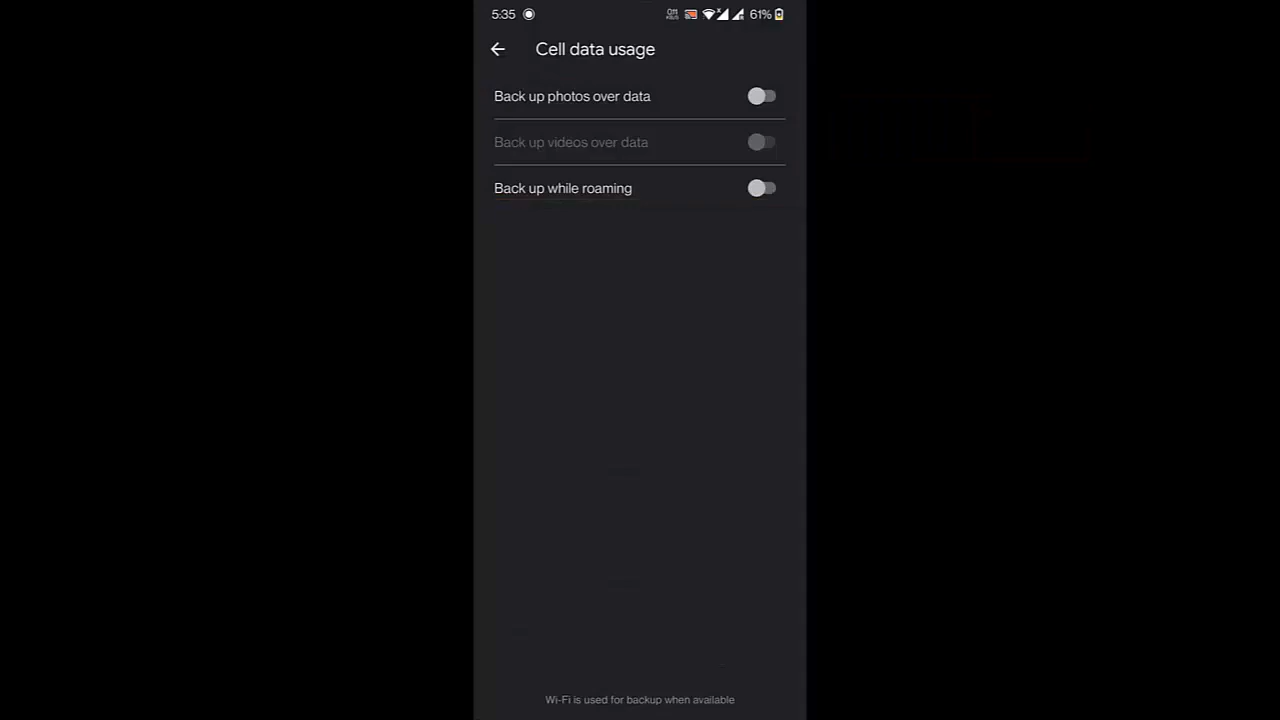 5:35
61%
Cell data usage
Back up photos over data
Back up videos over data
Back up while roaming
Wi-Fi is used for backup when available